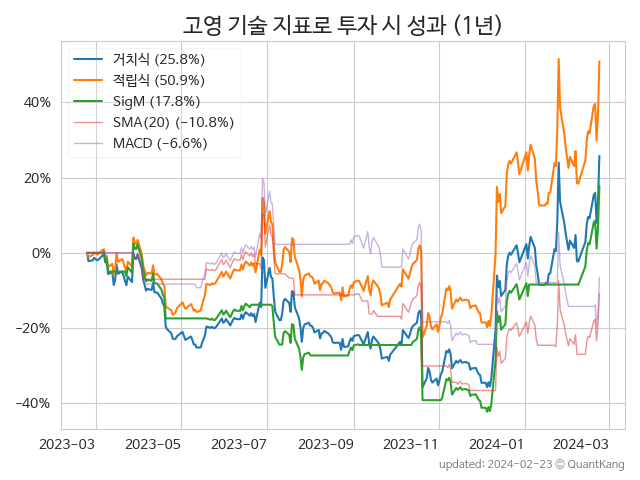 고영 기술 지표로 투자 시 성과 (1년)
거치식 (25.8%)
적립식 (50.9%)
SigM (17.8%)
SMA(20) (−10.8%)
MACD (−6.6%)
40%
20%
0%
−20%
−40%
2023-03 2023-05 2023-07 2023-09 2023-11 2024-01 2024-03
updated: 2024-02-23 © QuantKang